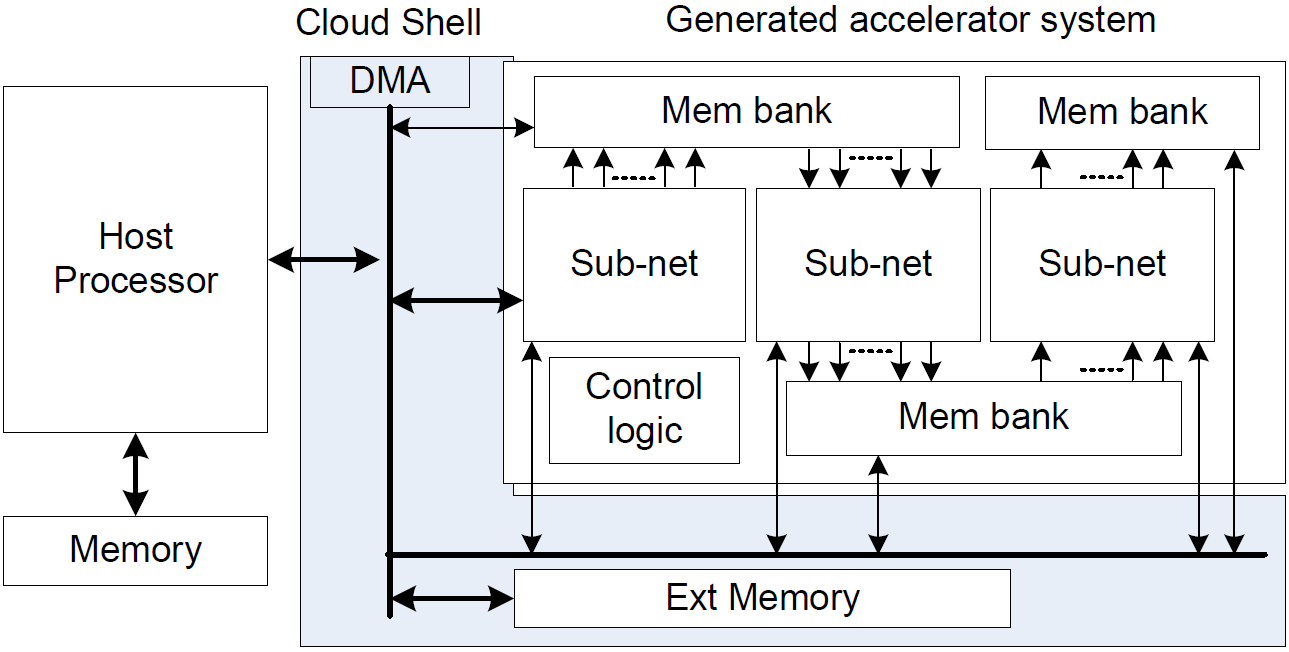 Cloud Shell
Generated accelerator system
DMA
Mem bank
Mem bank
Host
Processor
Sub-net
Sub-net
Sub-net
Control
logic
Mem bank
Memory
Ext Memory